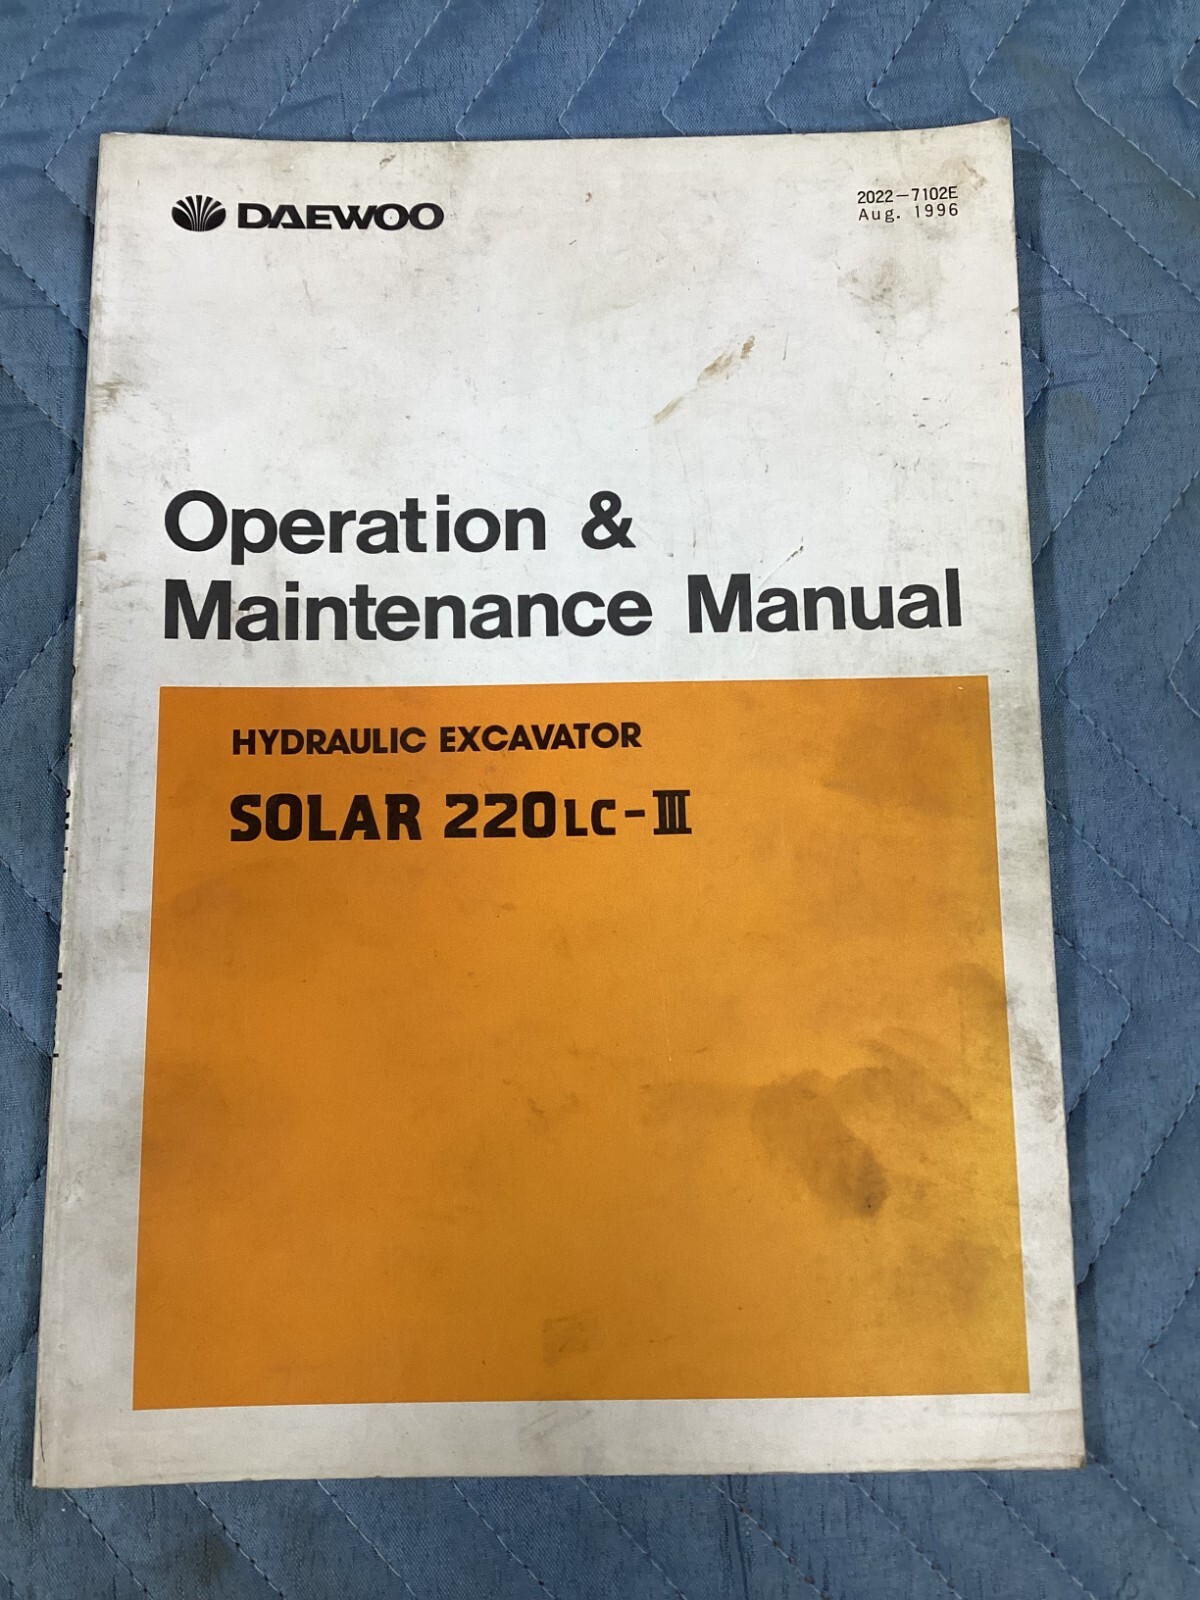 DAEWOO
2022-7102E
Aug. 1996
Operation &
Maintenance Manual
HYDRAULIC EXCAVATOR
SOLAR 220LC-III